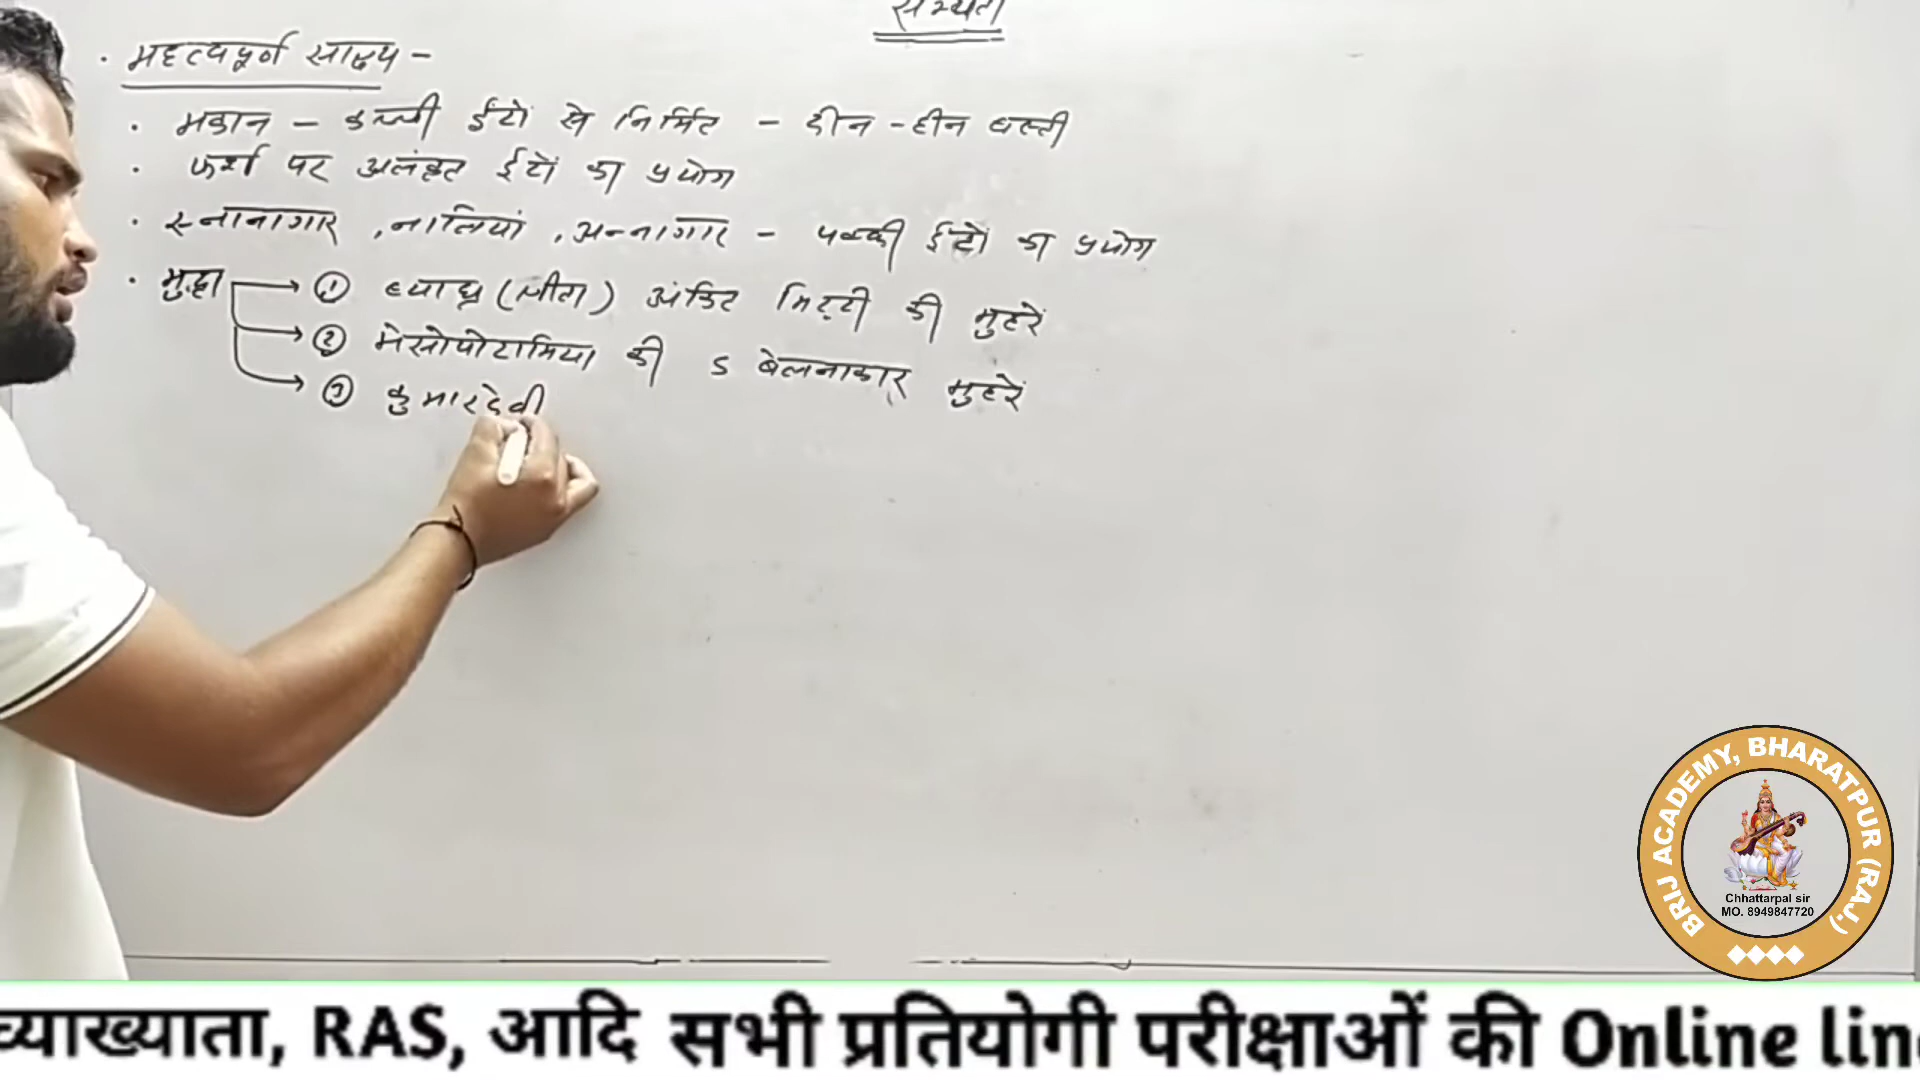 सभ्यता
· महत्वपूर्ण साक्ष्य –
· मकान – कच्ची ईंटों से निर्मित – दीन-हीन बस्ती
· फर्श पर अलंकृत ईंटों का प्रयोग
· स्नानागार , नालियां , अन्नागार – पक्की ईंटों का प्रयोग
· मुद्रा → ① व्याघ्र (चीता) अंकित मिट्टी की मुहरें
→ ② मेसोपोटामिया की 5 बेलनाकार मुहरें
→ ③ कुमारदेवी
BRIJ ACADEMY, BHARATPUR (RAJ.)
Chhattarpal sir
MO. 8949847720
व्याख्याता, RAS, आदि सभी प्रतियोगी परीक्षाओं की Online